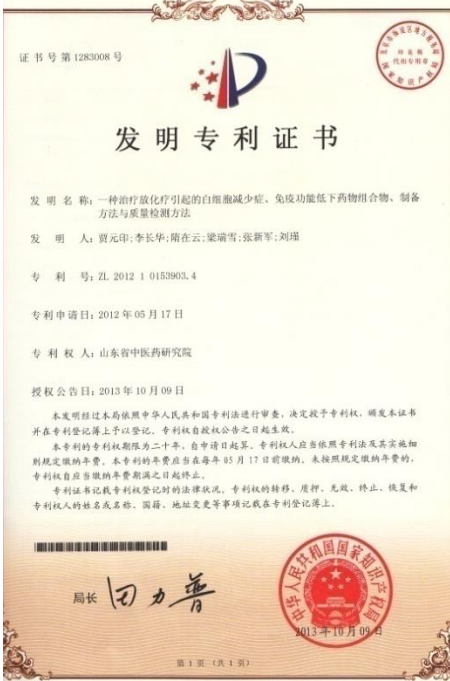 证书号第1283008号
发明专利证书
发 明 名 称：一种治疗放化疗引起的白细胞减少症、免疫功能低下药物组合物、制备
方法与质量检测方法
发 明 人：贾元印;李长华;隋在云;梁瑞雪;张新军;刘瑾
专 利 号：ZL 2012 1 0153903.4
专利申请日：2012年05月17日
专 利 权 人：山东省中医药研究院
授权公告日：2013年10月09日
本发明经过本局依照中华人民共和国专利法进行审查，决定授予专利权，颁发本证书
并在专利登记簿上予以登记。专利权自授权公告之日起生效。
本专利的专利权期限为二十年，自申请日起算。专利权人应当依照专利法及其实施细
则规定缴纳年费。本专利的年费应当在每年05月17日前缴纳。未按照规定缴纳年费的，
专利权自应当缴纳年费期满之日起终止。
专利证书记载专利权登记时的法律状况。专利权的转移、质押、无效、终止、恢复和
专利权人的姓名或名称、国籍、地址变更等事项记载在专利登记簿上。
局长 田力普
中华人民共和国国家知识产权局
2013年10月09日
第1页（共1页）